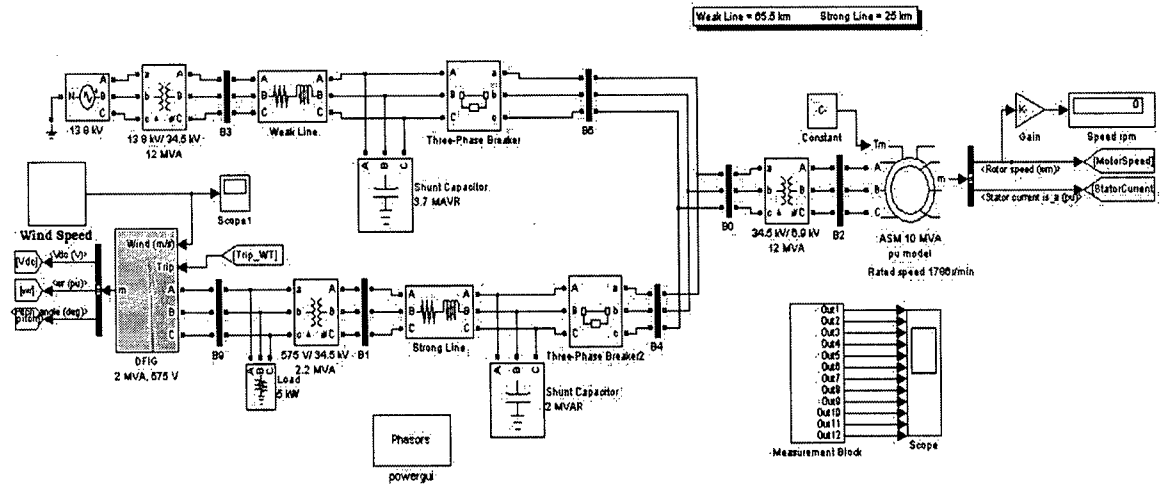 Weak Line = 65.5 km Strong Line = 25 km
N
A
B
C
13.8 kV
a
b
c
A
B
C
13.8 kV/34.5 kV
12 MVA
B3
A
B
C
A
B
C
Weak Line
A
B
C
Shunt Capacitor
3.7 MAVR
A
B
C
a
b
c
Three-Phase Breaker
B5
Constant
Gain
0
Speed rpm
Tm
A
B
C
m
<Rotor speed (wm)>
[MotorSpeed]
<Stator current is_a (pu)>
[StatorCurrent]
B0
a
b
c
A
B
C
34.5 kV/ 6.9 kV
12 MVA
B2
ASM 10 MVA
pu model
Rated speed 1786r/min
Scope1
Wind Speed
Wind (m/s)
Trip
[Trip_WT]
[Vdc]
<Vdc (V)>
[wr]
<wr (pu)>
m
A
B
C
DFIG
2 MVA, 575 V
B9
A
B
C
Load
5 kW
a
b
c
A
B
C
575 V/ 34.5 kV
2.2 MVA
B1
A
B
C
A
B
C
Strong Line
A
B
C
Shunt Capacitor
2 MVAR
A
B
C
a
b
c
Three-Phase Breaker2
B4
Phasors
powergui
Out1
Out2
Out3
Out4
Out5
Out6
Out7
Out8
Out9
Out10
Out11
Out12
Measurement Block
Scope